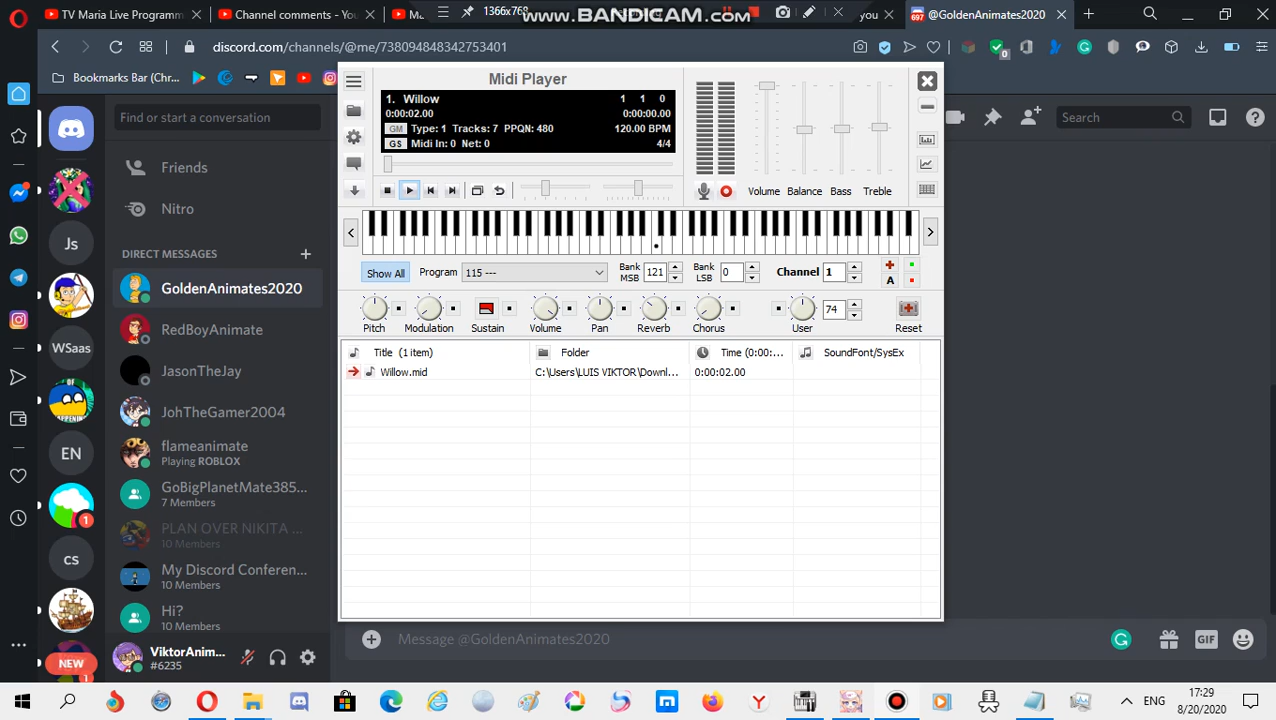 TV Maria Live Programm
Channel comments - You
Ma
1366x768
www.BANDICAM.com
you
697
@GoldenAnimates2020
discord.com/channels/@me/738094848342753401
0
Bookmarks Bar (Chr...
Midi Player
1. Willow
1 1 0
0:00:02.00
0:00:00.00
GM Type: 1 Tracks: 7 PPQN: 480
120.00 BPM
GS Midi In: 0 Net: 0
4/4
Volume Balance Bass Treble
Show All
Program
115 ---
Bank MSB
121
Bank LSB
0
Channel
1
A
Pitch
Modulation
Sustain
Volume
Pan
Reverb
Chorus
User
74
Reset
Title (1 item)
Folder
Time (0:00:...
SoundFont/SysEx
Willow.mid
C:\Users\LUIS VIKTOR\Downl...
0:00:02.00
Find or start a conversation
Friends
Nitro
DIRECT MESSAGES
GoldenAnimates2020
RedBoyAnimate
JasonTheJay
JohTheGamer2004
flameanimate
Playing ROBLOX
GoBigPlanetMate385...
7 Members
PLAN OVER NIKITA ...
10 Members
My Discord Conferen...
10 Members
Hi?
10 Members
ViktorAnim...
#6235
Js
WSaas
EN
1
cs
NEW
Search
Message @GoldenAnimates2020
GIF
ENG
17:29
8/20/2020